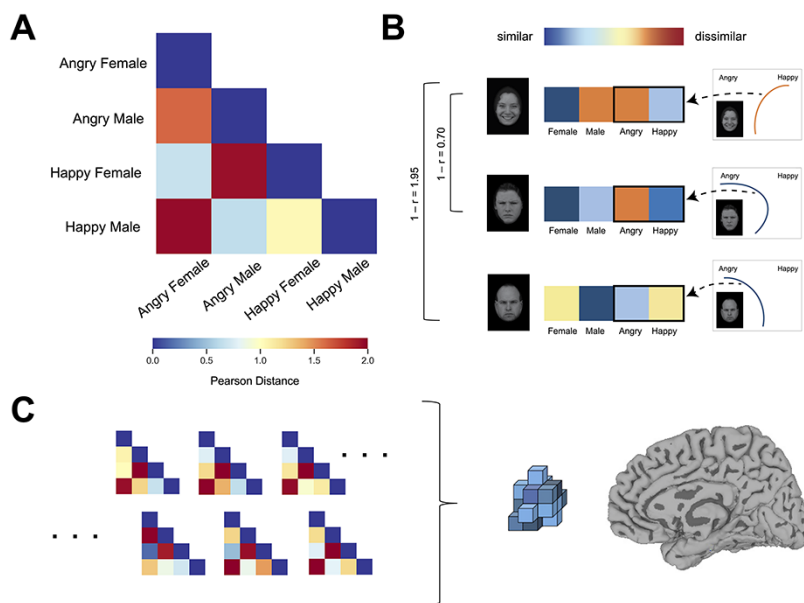 A
Angry Female
Angry Male
Happy Female
Happy Male
Angry Female
Angry Male
Happy Female
Happy Male
0.0 0.5 1.0 1.5 2.0
Pearson Distance
B
similar dissimilar
1 – r = 1.95
1 – r = 0.70
Female Male Angry Happy
Angry Happy
Female Male Angry Happy
Angry Happy
Female Male Angry Happy
Angry Happy
C
. . .
. . .